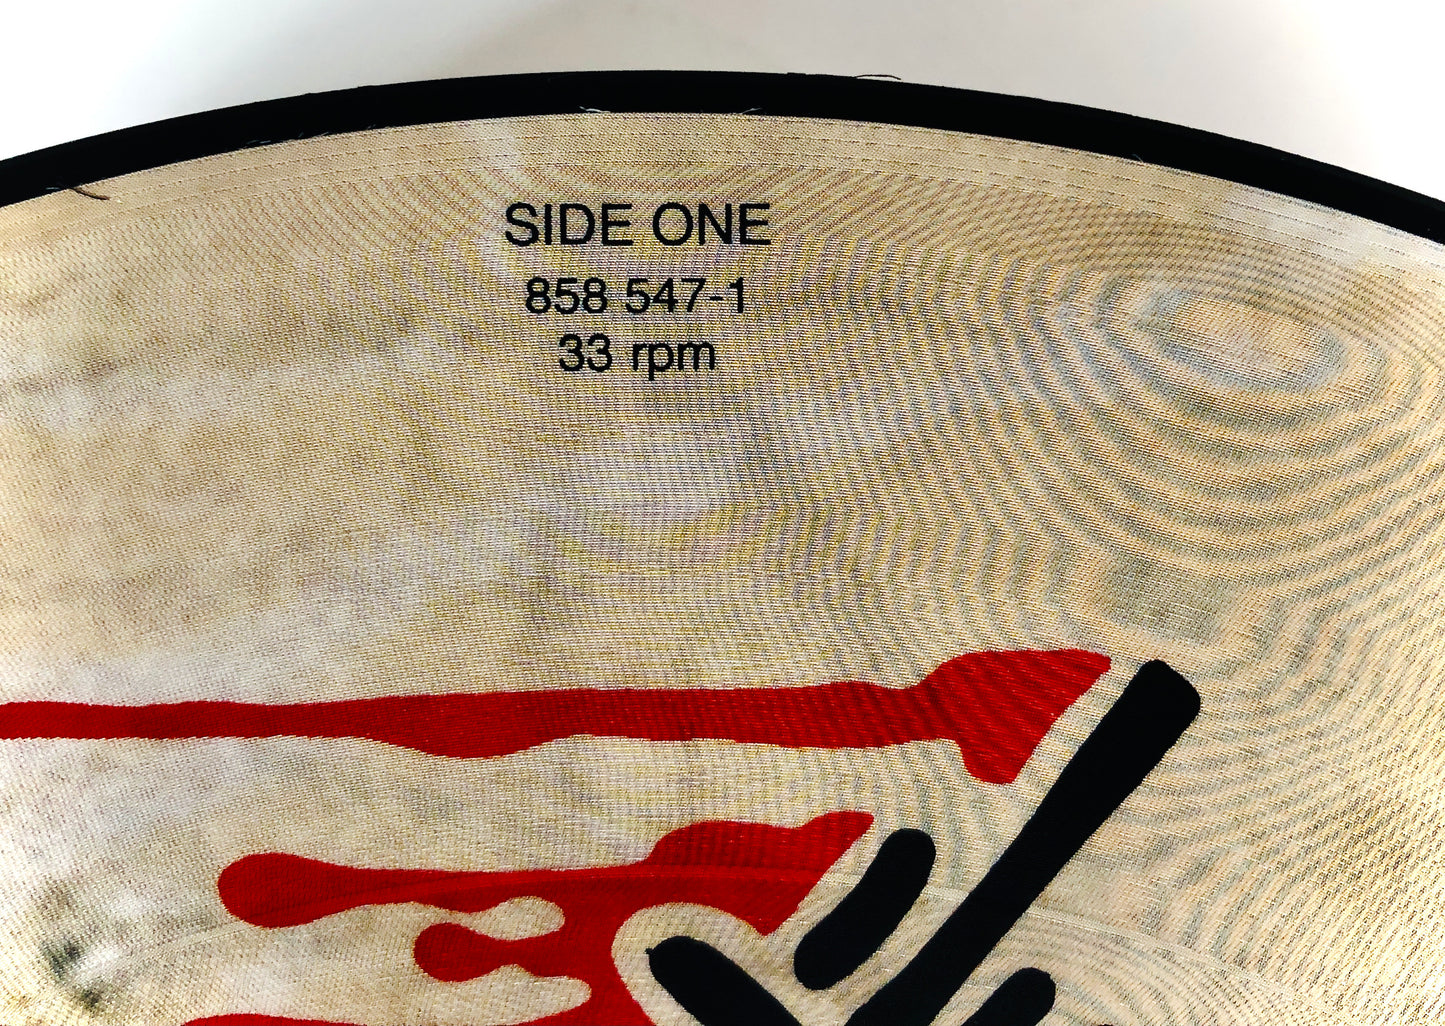 SIDE ONE
858 547-1
33 rpm